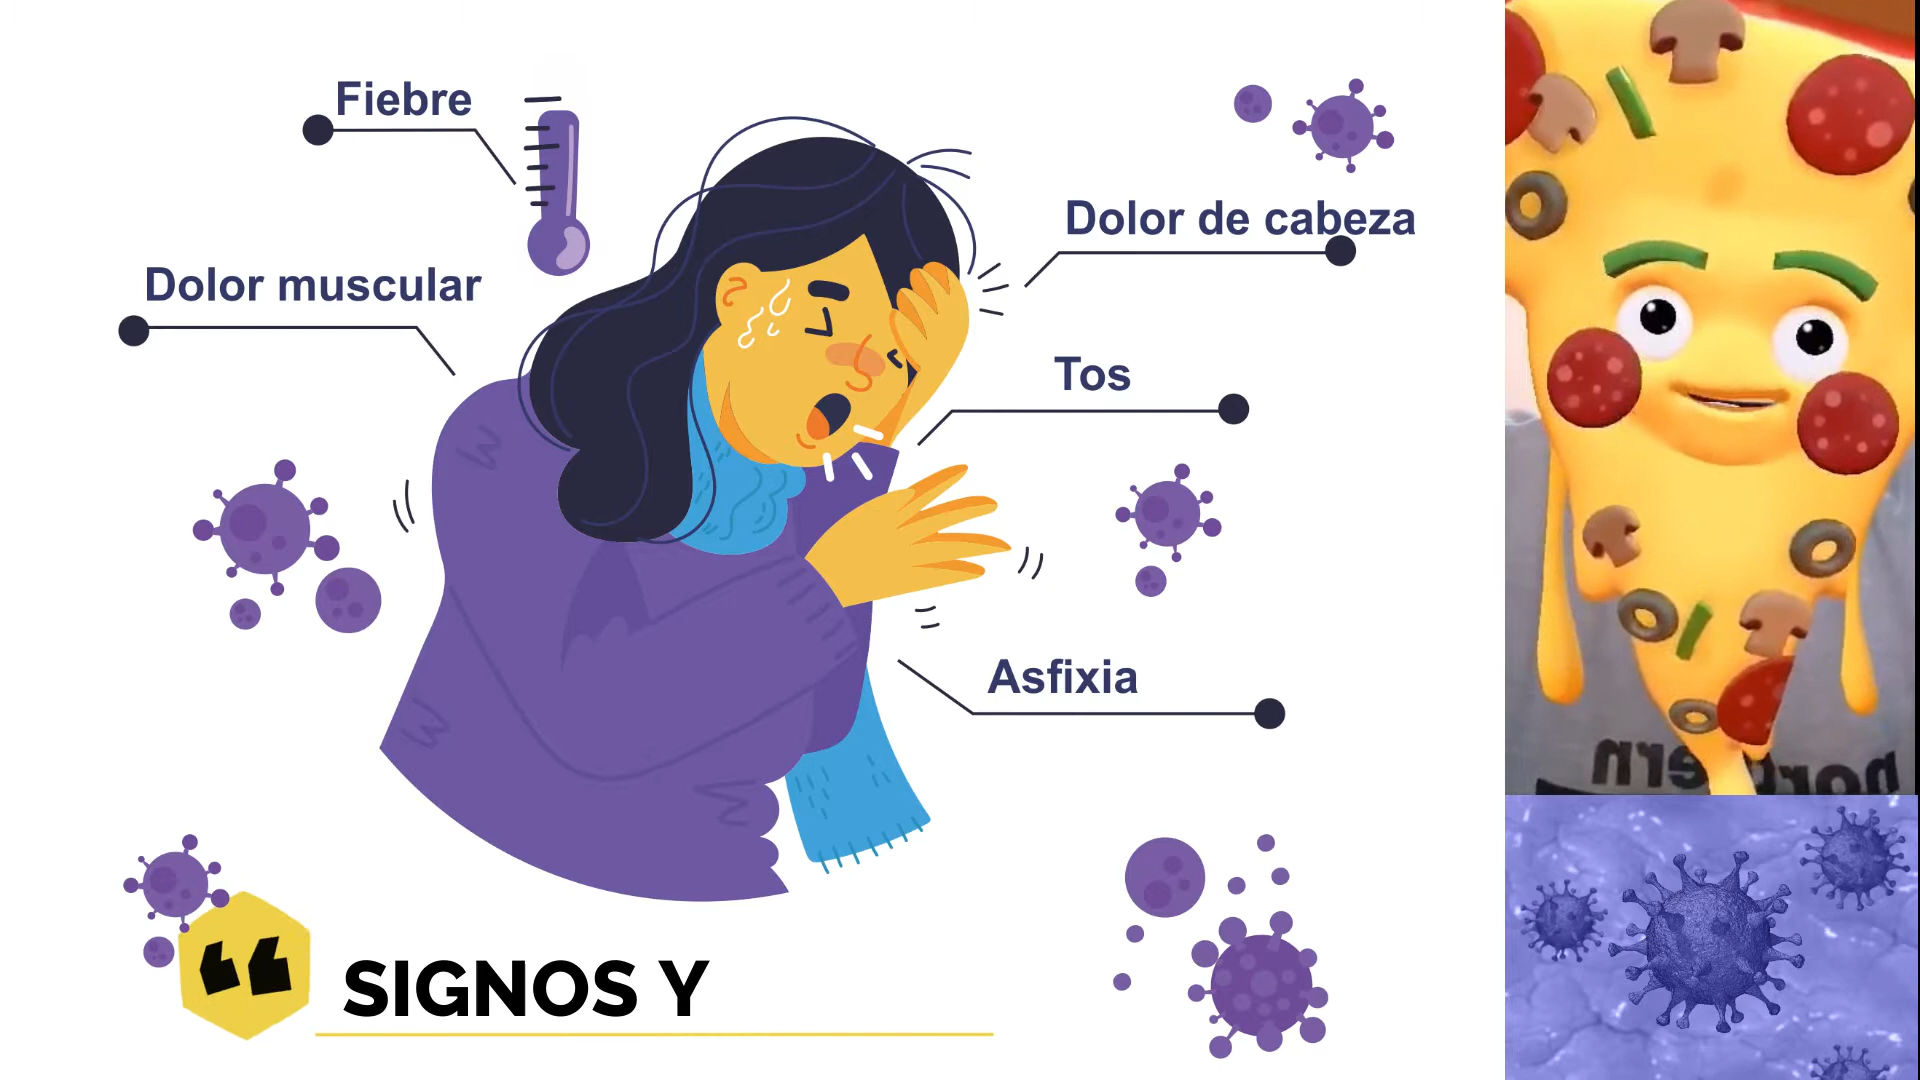 Fiebre
Dolor de cabeza
Dolor muscular
Tos
Asfixia
SIGNOS Y